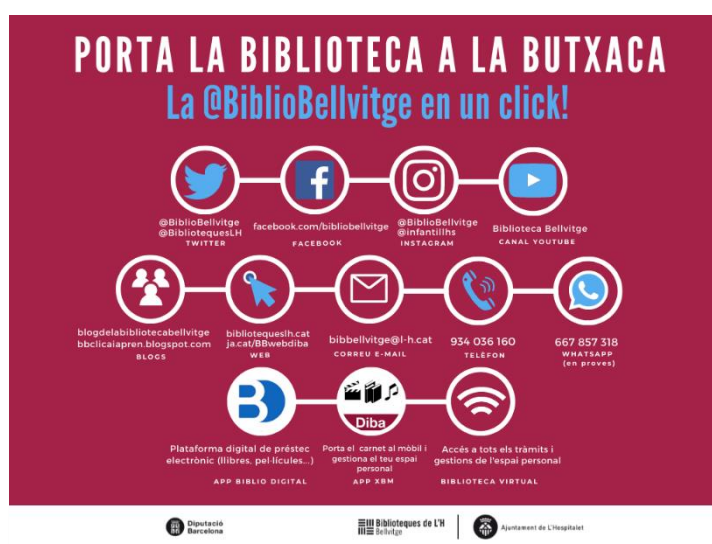 PORTA LA BIBLIOTECA A LA BUTXACA
La @BiblioBellvitge en un click!
@BiblioBellvitge
@BibliotequesLH
TWITTER
facebook.com/bibliobellvitge
FACEBOOK
@BiblioBellvitge
@infantillhs
INSTAGRAM
Biblioteca Bellvitge
CANAL YOUTUBE
blogdelabibliotecabellvitge
bbclicaiapren.blogspot.com
BLOGS
bibliotequeslh.cat
ja.cat/BBwebdiba
WEB
bibbellvitge@l-h.cat
CORREU E-MAIL
934 036 160
TELÈFON
667 857 318
WHATSAPP
(en proves)
Plataforma digital de préstec
electrònic (llibres, pel·lícules...)
APP BIBLIO DIGITAL
Diba
Porta el carnet al mòbil i
gestiona el teu espai
personal
APP XBM
Accés a tots els tràmits i
gestions de l'espai personal
BIBLIOTECA VIRTUAL
Diputació
Barcelona
Biblioteques de L'H
Bellvitge
Ajuntament de L'Hospitalet